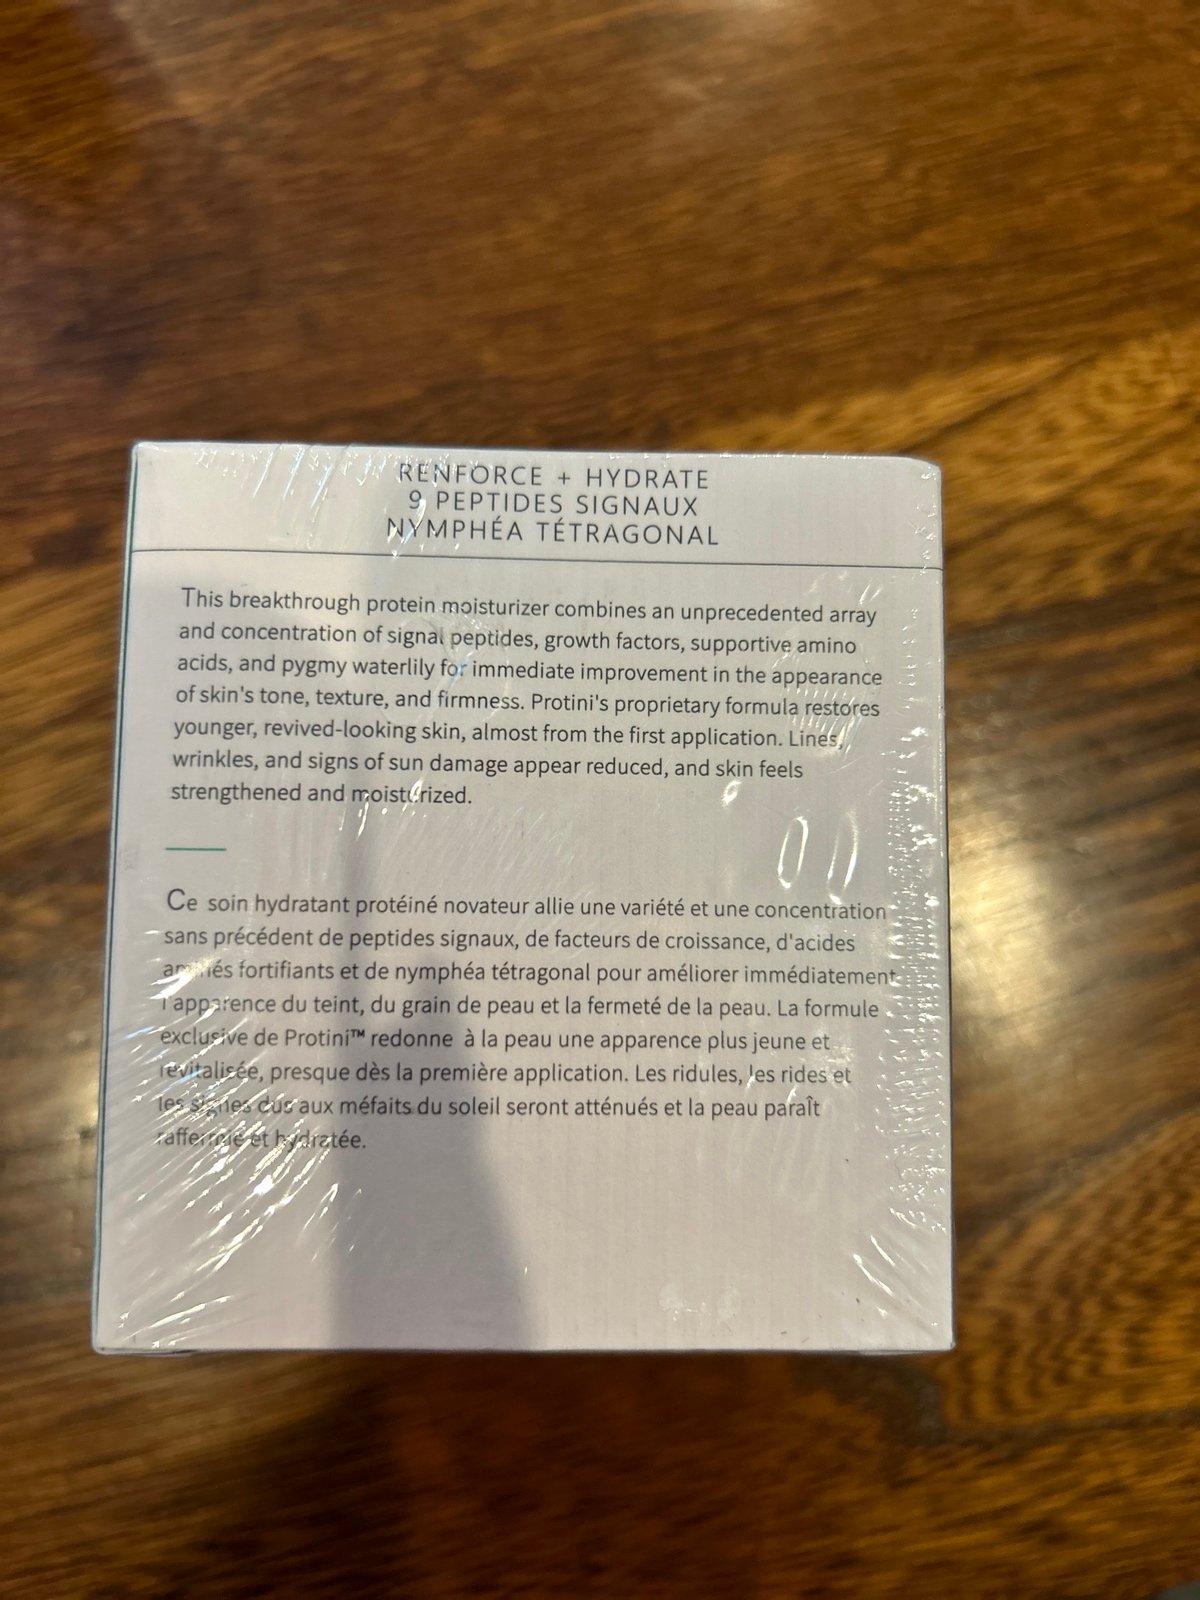 RENFORCE + HYDRATE
9 PEPTIDES SIGNAUX
NYMPHÉA TÉTRAGONAL
This breakthrough protein moisturizer combines an unprecedented array
and concentration of signal peptides, growth factors, supportive amino
acids, and pygmy waterlily for immediate improvement in the appearance
of skin's tone, texture, and firmness. Protini's proprietary formula restores
younger, revived-looking skin, almost from the first application. Lines,
wrinkles, and signs of sun damage appear reduced, and skin feels
strengthened and moisturized.
Ce soin hydratant protéiné novateur allie une variété et une concentration
sans précédent de peptides signaux, de facteurs de croissance, d'acides
aminés fortifiants et de nymphéa tétragonal pour améliorer immédiatement
l'apparence du teint, du grain de peau et la fermeté de la peau. La formule
exclusive de Protini™ redonne à la peau une apparence plus jeune et
revitalisée, presque dès la première application. Les ridules, les rides et
les signes dus aux méfaits du soleil seront atténués et la peau paraît
raffermie et hydratée.